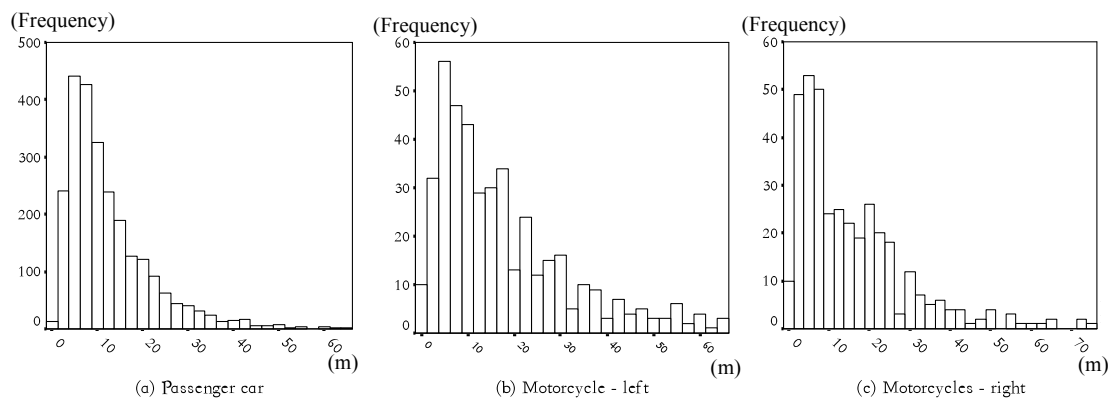 (Frequency)
500
400
300
200
100
0
0 10 20 30 40 50 60
(m)
(a) Passenger car
(Frequency)
60
50
40
30
20
10
0
0 10 20 30 40 50 60
(m)
(b) Motorcycle - left
(Frequency)
60
50
40
30
20
10
0
0 10 20 30 40 50 60 70
(m)
(c) Motorcycles - right